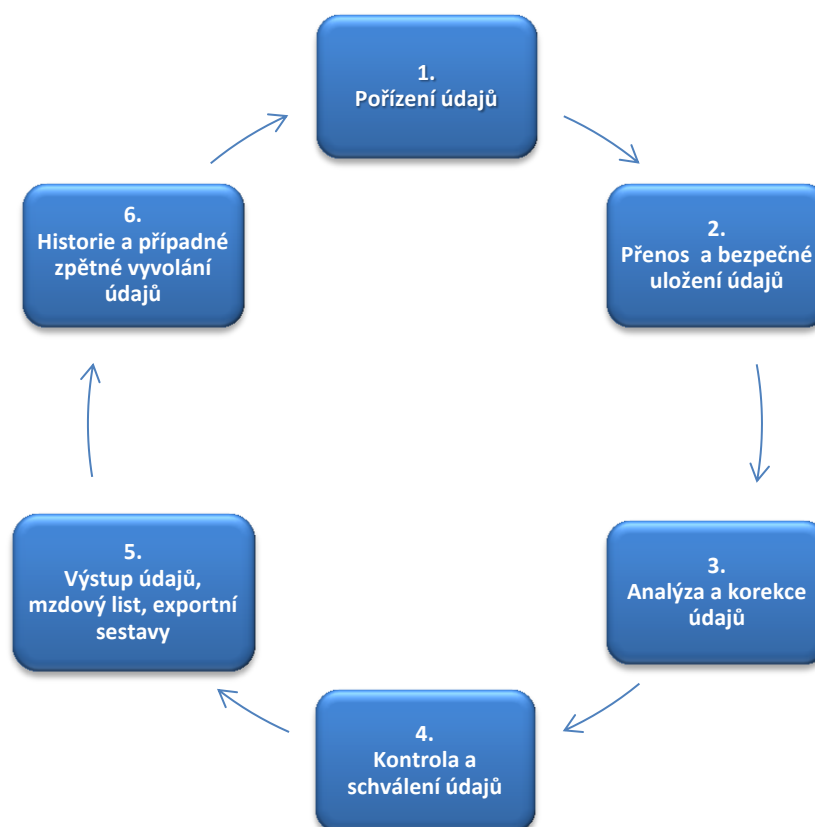 1.
Pořízení údajů
2.
Přenos a bezpečné
uložení údajů
3.
Analýza a korekce
údajů
4.
Kontrola a
schválení údajů
5.
Výstup údajů,
mzdový list, exportní
sestavy
6.
Historie a případné
zpětné vyvolání
údajů